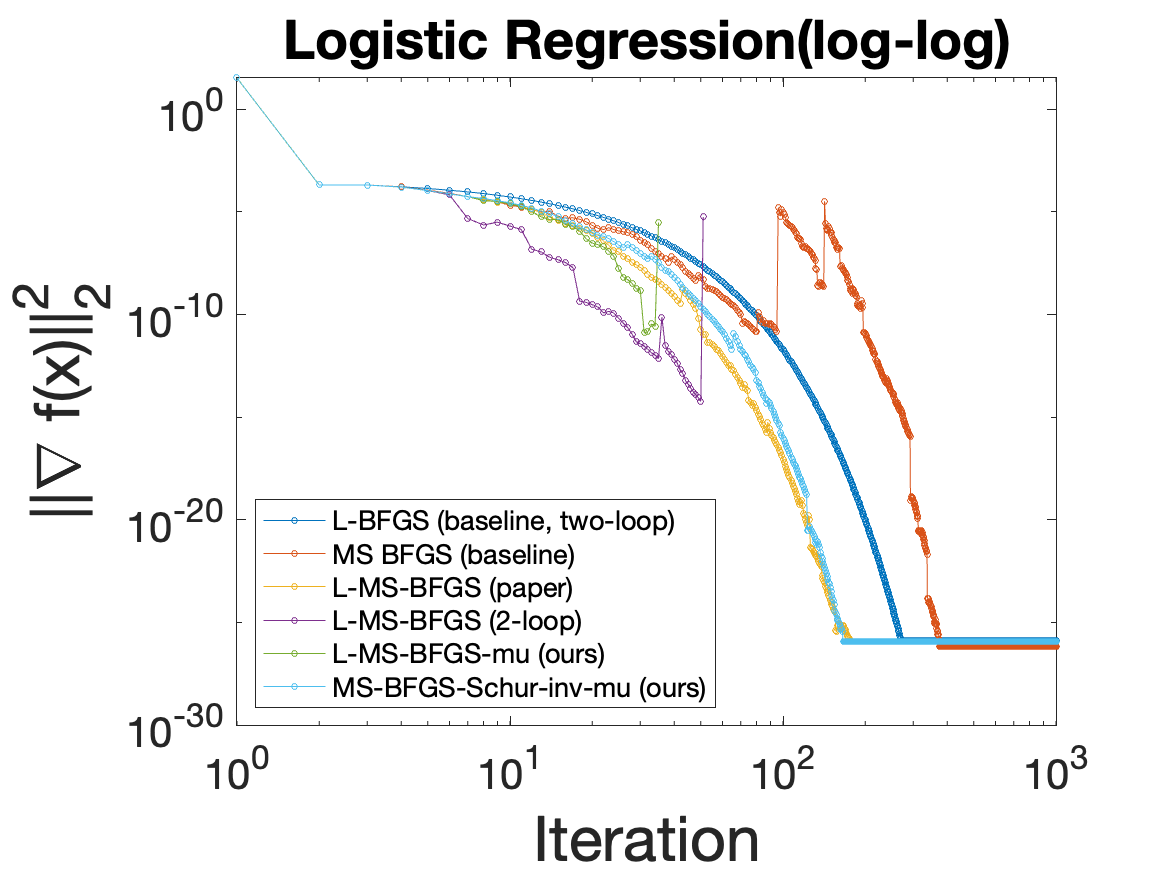 Logistic Regression(log-log)
10^0
10^-10
10^-20
10^-30
||∇ f(x)||_2^2
L-BFGS (baseline, two-loop)
MS BFGS (baseline)
L-MS-BFGS (paper)
L-MS-BFGS (2-loop)
L-MS-BFGS-mu (ours)
MS-BFGS-Schur-inv-mu (ours)
10^0 10^1 10^2 10^3
Iteration